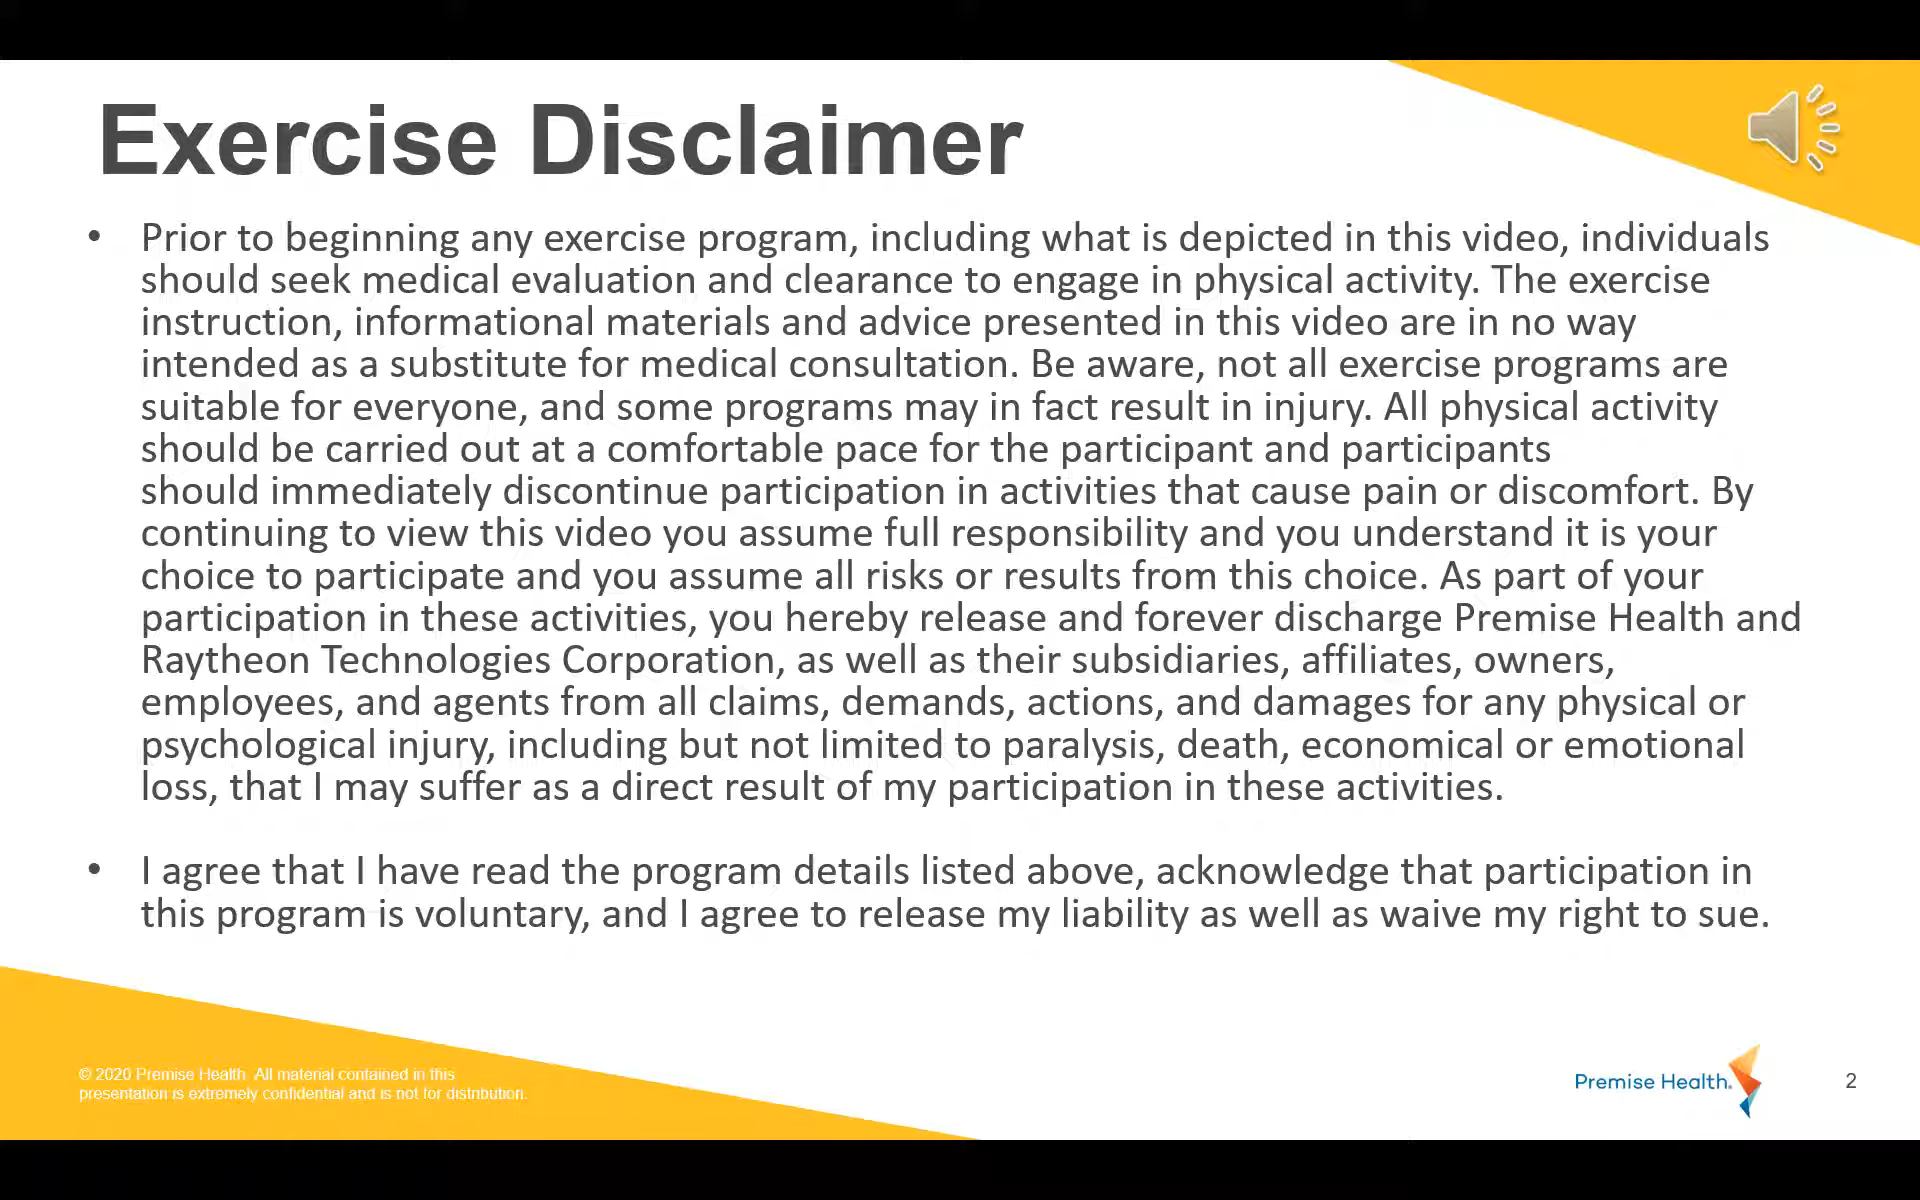 Exercise Disclaimer
• Prior to beginning any exercise program, including what is depicted in this video, individuals
should seek medical evaluation and clearance to engage in physical activity. The exercise
instruction, informational materials and advice presented in this video are in no way
intended as a substitute for medical consultation. Be aware, not all exercise programs are
suitable for everyone, and some programs may in fact result in injury. All physical activity
should be carried out at a comfortable pace for the participant and participants
should immediately discontinue participation in activities that cause pain or discomfort. By
continuing to view this video you assume full responsibility and you understand it is your
choice to participate and you assume all risks or results from this choice. As part of your
participation in these activities, you hereby release and forever discharge Premise Health and
Raytheon Technologies Corporation, as well as their subsidiaries, affiliates, owners,
employees, and agents from all claims, demands, actions, and damages for any physical or
psychological injury, including but not limited to paralysis, death, economical or emotional
loss, that I may suffer as a direct result of my participation in these activities.
• I agree that I have read the program details listed above, acknowledge that participation in
this program is voluntary, and I agree to release my liability as well as waive my right to sue.
© 2020 Premise Health. All material contained in this
presentation is extremely confidential and is not for distribution.
Premise Health.
2